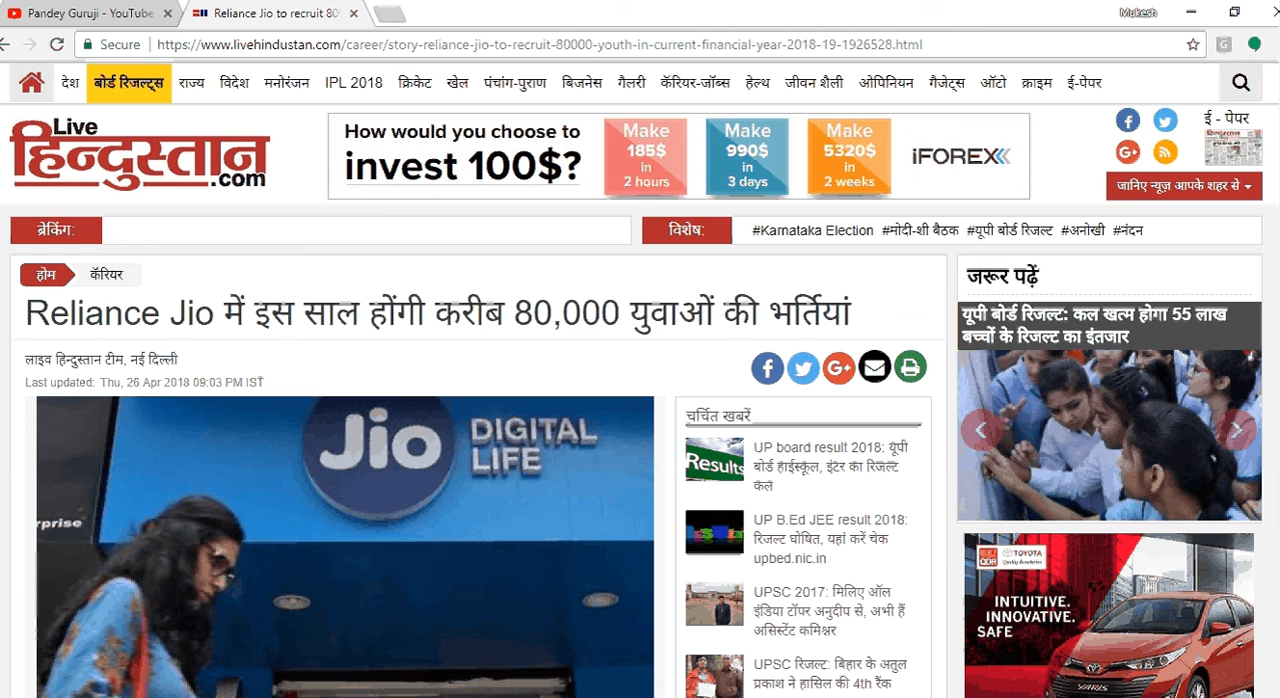 Pandey Guruji - YouTube
Reliance Jio to recruit 80
Mukesh
Secure
https://www.livehindustan.com/career/story-reliance-jio-to-recruit-80000-youth-in-current-financial-year-2018-19-1926528.html
देश बोर्ड रिजल्ट्स राज्य विदेश मनोरंजन IPL 2018 क्रिकेट खेल पंचांग-पुराण बिजनेस गैलरी कॅरियर-जॉब्स हेल्थ जीवन शैली ओपिनियन गैजेट्स ऑटो क्राइम ई-पेपर
Live
हिन्दुस्तान
.com
How would you choose to
invest 100$?
Make
185$
in
2 hours
Make
990$
in
3 days
Make
5320$
in
2 weeks
iFOREX
ई - पेपर
जानिए न्यूज़ आपके शहर से
ब्रेकिंग:
विशेष:
#Karnataka Election #मोदी-शी बैठक #यूपी बोर्ड रिजल्ट #अनोखी #नंदन
होम
कॅरियर
Reliance Jio में इस साल होंगी करीब 80,000 युवाओं की भर्तियां
लाइव हिन्दुस्तान टीम, नई दिल्ली
Last updated: Thu, 26 Apr 2018 09:03 PM IST
Jio
DIGITAL
LIFE
rprise
चर्चित खबरें
Results
UP board result 2018: यूपी
बोर्ड हाईस्कूल, इंटर का रिजल्ट
कैले
UP B.Ed JEE result 2018:
रिजल्ट घोषित, यहां करें चेक
upbed.nic.in
UPSC 2017: मिलिए ऑल
इंडिया टॉपर अनुदीप से, अभी हैं
असिस्टेंट कमिश्नर
UPSC रिजल्ट: बिहार के अतुल
प्रकाश ने हासिल की 4th रैंक
जरूर पढ़ें
यूपी बोर्ड रिजल्ट: कल खत्म होगा 55 लाख
बच्चों के रिजल्ट का इंतजार
TOYOTA
INTUITIVE.
INNOVATIVE.
SAFE
YARIS